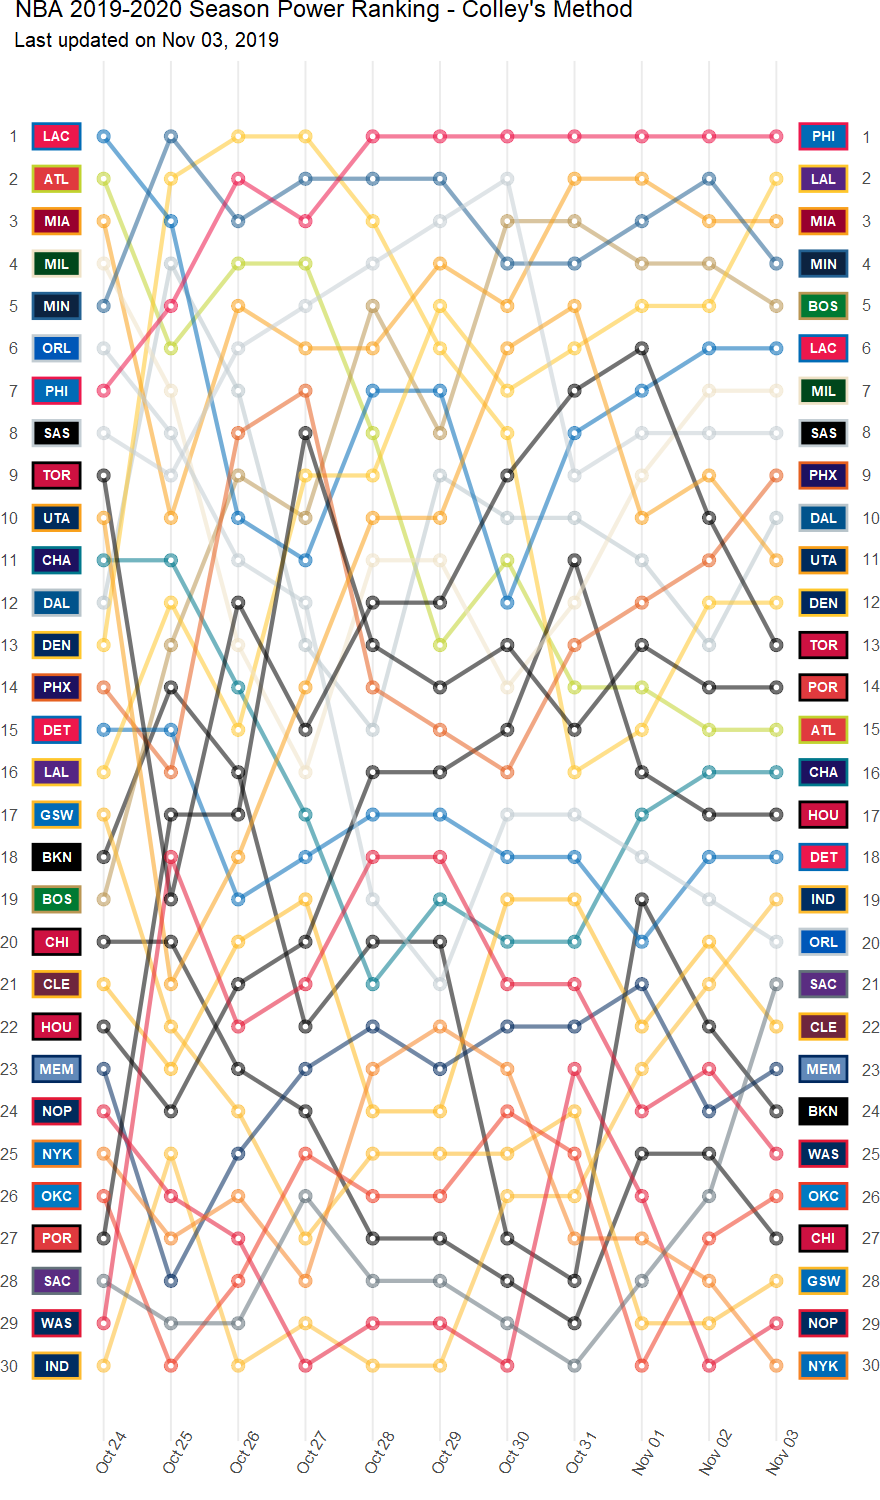 NBA 2019-2020 Season Power Ranking - Colley's Method
Last updated on Nov 03, 2019
1 LAC PHI 1
2 ATL LAL 2
3 MIA MIA 3
4 MIL MIN 4
5 MIN BOS 5
6 ORL LAC 6
7 PHI MIL 7
8 SAS SAS 8
9 TOR PHX 9
10 UTA DAL 10
11 CHA UTA 11
12 DAL DEN 12
13 DEN TOR 13
14 PHX POR 14
15 DET ATL 15
16 LAL CHA 16
17 GSW HOU 17
18 BKN DET 18
19 BOS IND 19
20 CHI ORL 20
21 CLE SAC 21
22 HOU CLE 22
23 MEM MEM 23
24 NOP BKN 24
25 NYK WAS 25
26 OKC OKC 26
27 POR CHI 27
28 SAC GSW 28
29 WAS NOP 29
30 IND NYK 30
Oct 24 Oct 25 Oct 26 Oct 27 Oct 28 Oct 29 Oct 30 Oct 31 Nov 01 Nov 02 Nov 03